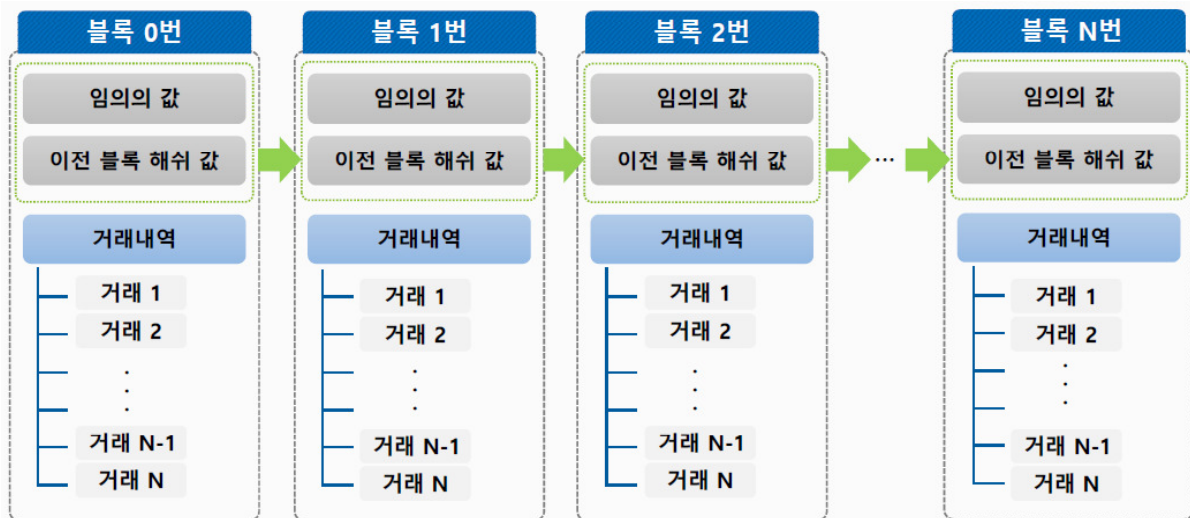 블록 0번
임의의 값
이전 블록 해쉬 값
거래내역
거래 1
거래 2
.
.
.
거래 N-1
거래 N
블록 1번
임의의 값
이전 블록 해쉬 값
거래내역
거래 1
거래 2
.
.
.
거래 N-1
거래 N
블록 2번
임의의 값
이전 블록 해쉬 값
거래내역
거래 1
거래 2
.
.
.
거래 N-1
거래 N
...
블록 N번
임의의 값
이전 블록 해쉬 값
거래내역
거래 1
거래 2
.
.
.
거래 N-1
거래 N